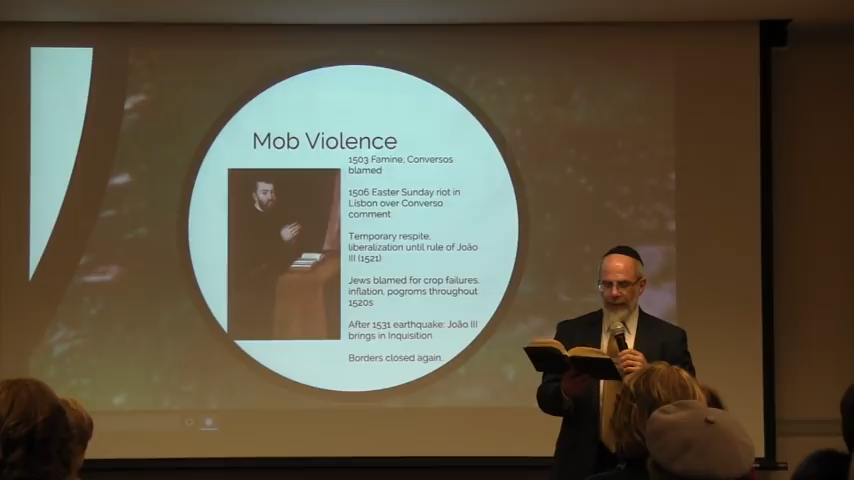 Mob Violence
1503 Famine, Conversos
blamed
1506 Easter Sunday riot in
Lisbon over Converso
comment
Temporary respite,
liberalization until rule of João
III (1521)
Jews blamed for crop failures,
inflation, pogroms throughout
1520s
After 1531 earthquake: João III
brings in Inquisition
Borders closed again.